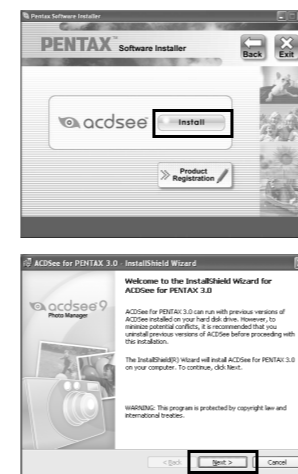 Pentax Software Installer
PENTAX™ Software Installer
Back
Exit
acdsee
Install
Product
Registration
ACDSee for PENTAX 3.0 - InstallShield Wizard
acdsee 9
Photo Manager
Welcome to the InstallShield Wizard for
ACDSee for PENTAX 3.0
ACDSee for PENTAX 3.0 can run with previous versions of
ACDSee installed on your hard disk drive. However, to
minimize potential conflicts, it is recommended that you
uninstall previous versions of ACDSee before proceeding with
this installation.
The InstallShield(R) Wizard will install ACDSee for PENTAX 3.0
on your computer. To continue, click Next.
WARNING: This program is protected by copyright law and
international treaties.
< Back
Next >
Cancel